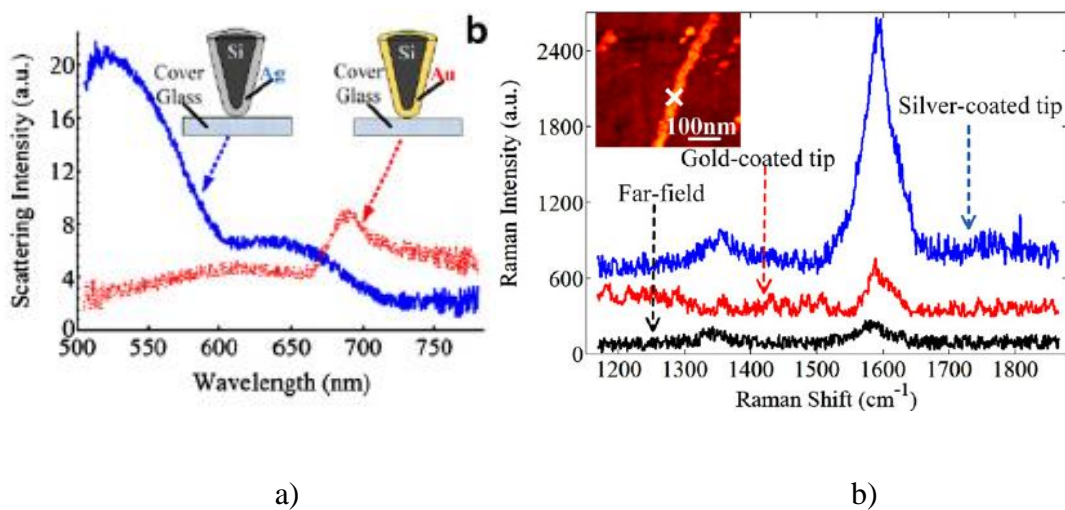 b
Scattering Intensity (a.u.)
20
16
12
8
4
0
500
550
600
650
700
750
Wavelength (nm)
Si
Ag
Cover
Glass
Si
Au
Cover
Glass
a)
Raman Intensity (a.u.)
2400
1800
1200
600
0
1200
1300
1400
1500
1600
1700
1800
Raman Shift (cm⁻¹)
100nm
Silver-coated tip
Gold-coated tip
Far-field
b)